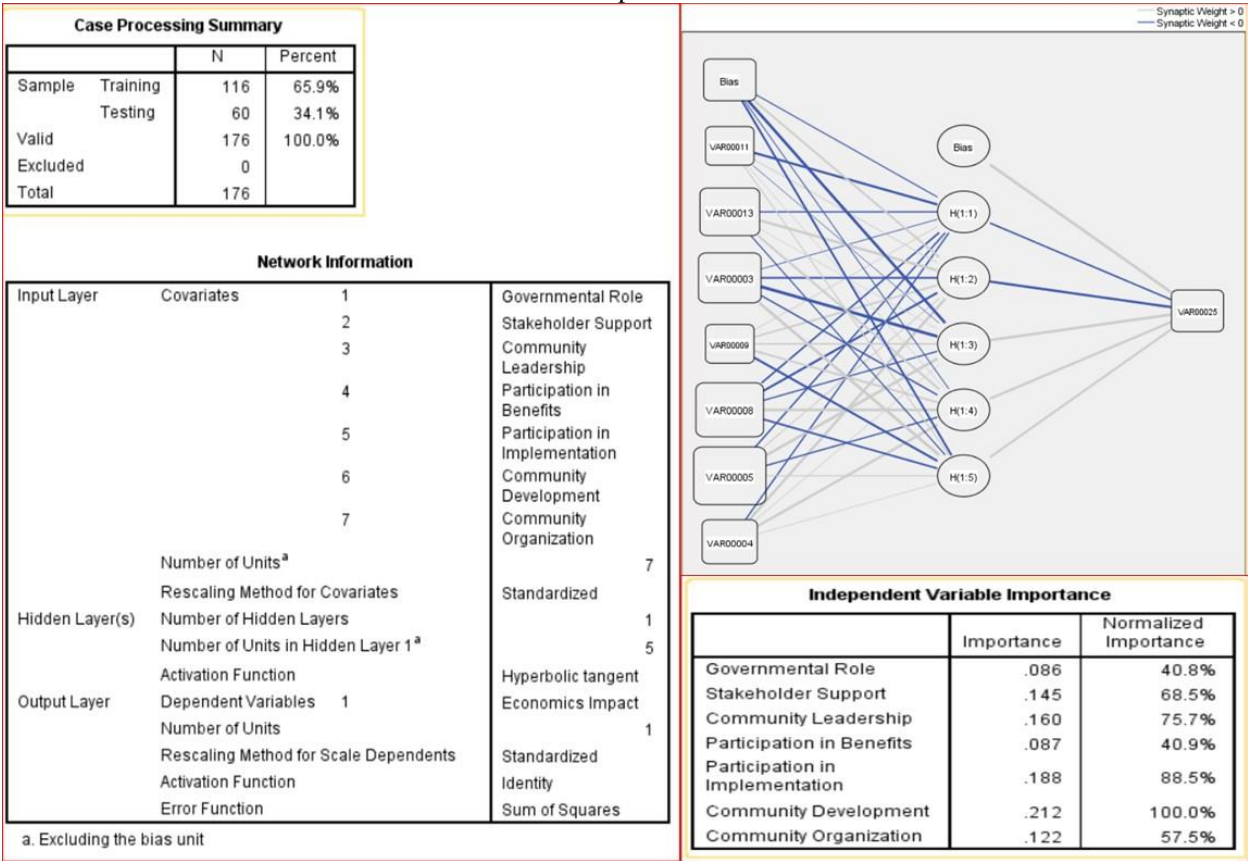 Case Processing Summary
N Percent
Sample Training 116 65.9%
Testing 60 34.1%
Valid 176 100.0%
Excluded 0
Total 176
Network Information
Input Layer Covariates 1 Governmental Role
2 Stakeholder Support
3 Community
Leadership
4 Participation in
Benefits
5 Participation in
Implementation
6 Community
Development
7 Community
Organization
Number of Units a 7
Rescaling Method for Covariates Standardized
Hidden Layer(s) Number of Hidden Layers 1
Number of Units in Hidden Layer 1 a 5
Activation Function Hyperbolic tangent
Output Layer Dependent Variables 1 Economics Impact
Number of Units 1
Rescaling Method for Scale Dependents Standardized
Activation Function Identity
Error Function Sum of Squares
a. Excluding the bias unit
Synaptic Weight > 0
Synaptic Weight < 0
Bias
VAR00011
VAR00013
VAR00003
VAR00009
VAR00008
VAR00005
VAR00004
Bias
H(1:1)
H(1:2)
H(1:3)
H(1:4)
H(1:5)
VAR00025
Independent Variable Importance
Importance Normalized
Importance
Governmental Role .086 40.8%
Stakeholder Support .145 68.5%
Community Leadership .160 75.7%
Participation in Benefits .087 40.9%
Participation in
Implementation .188 88.5%
Community Development .212 100.0%
Community Organization .122 57.5%